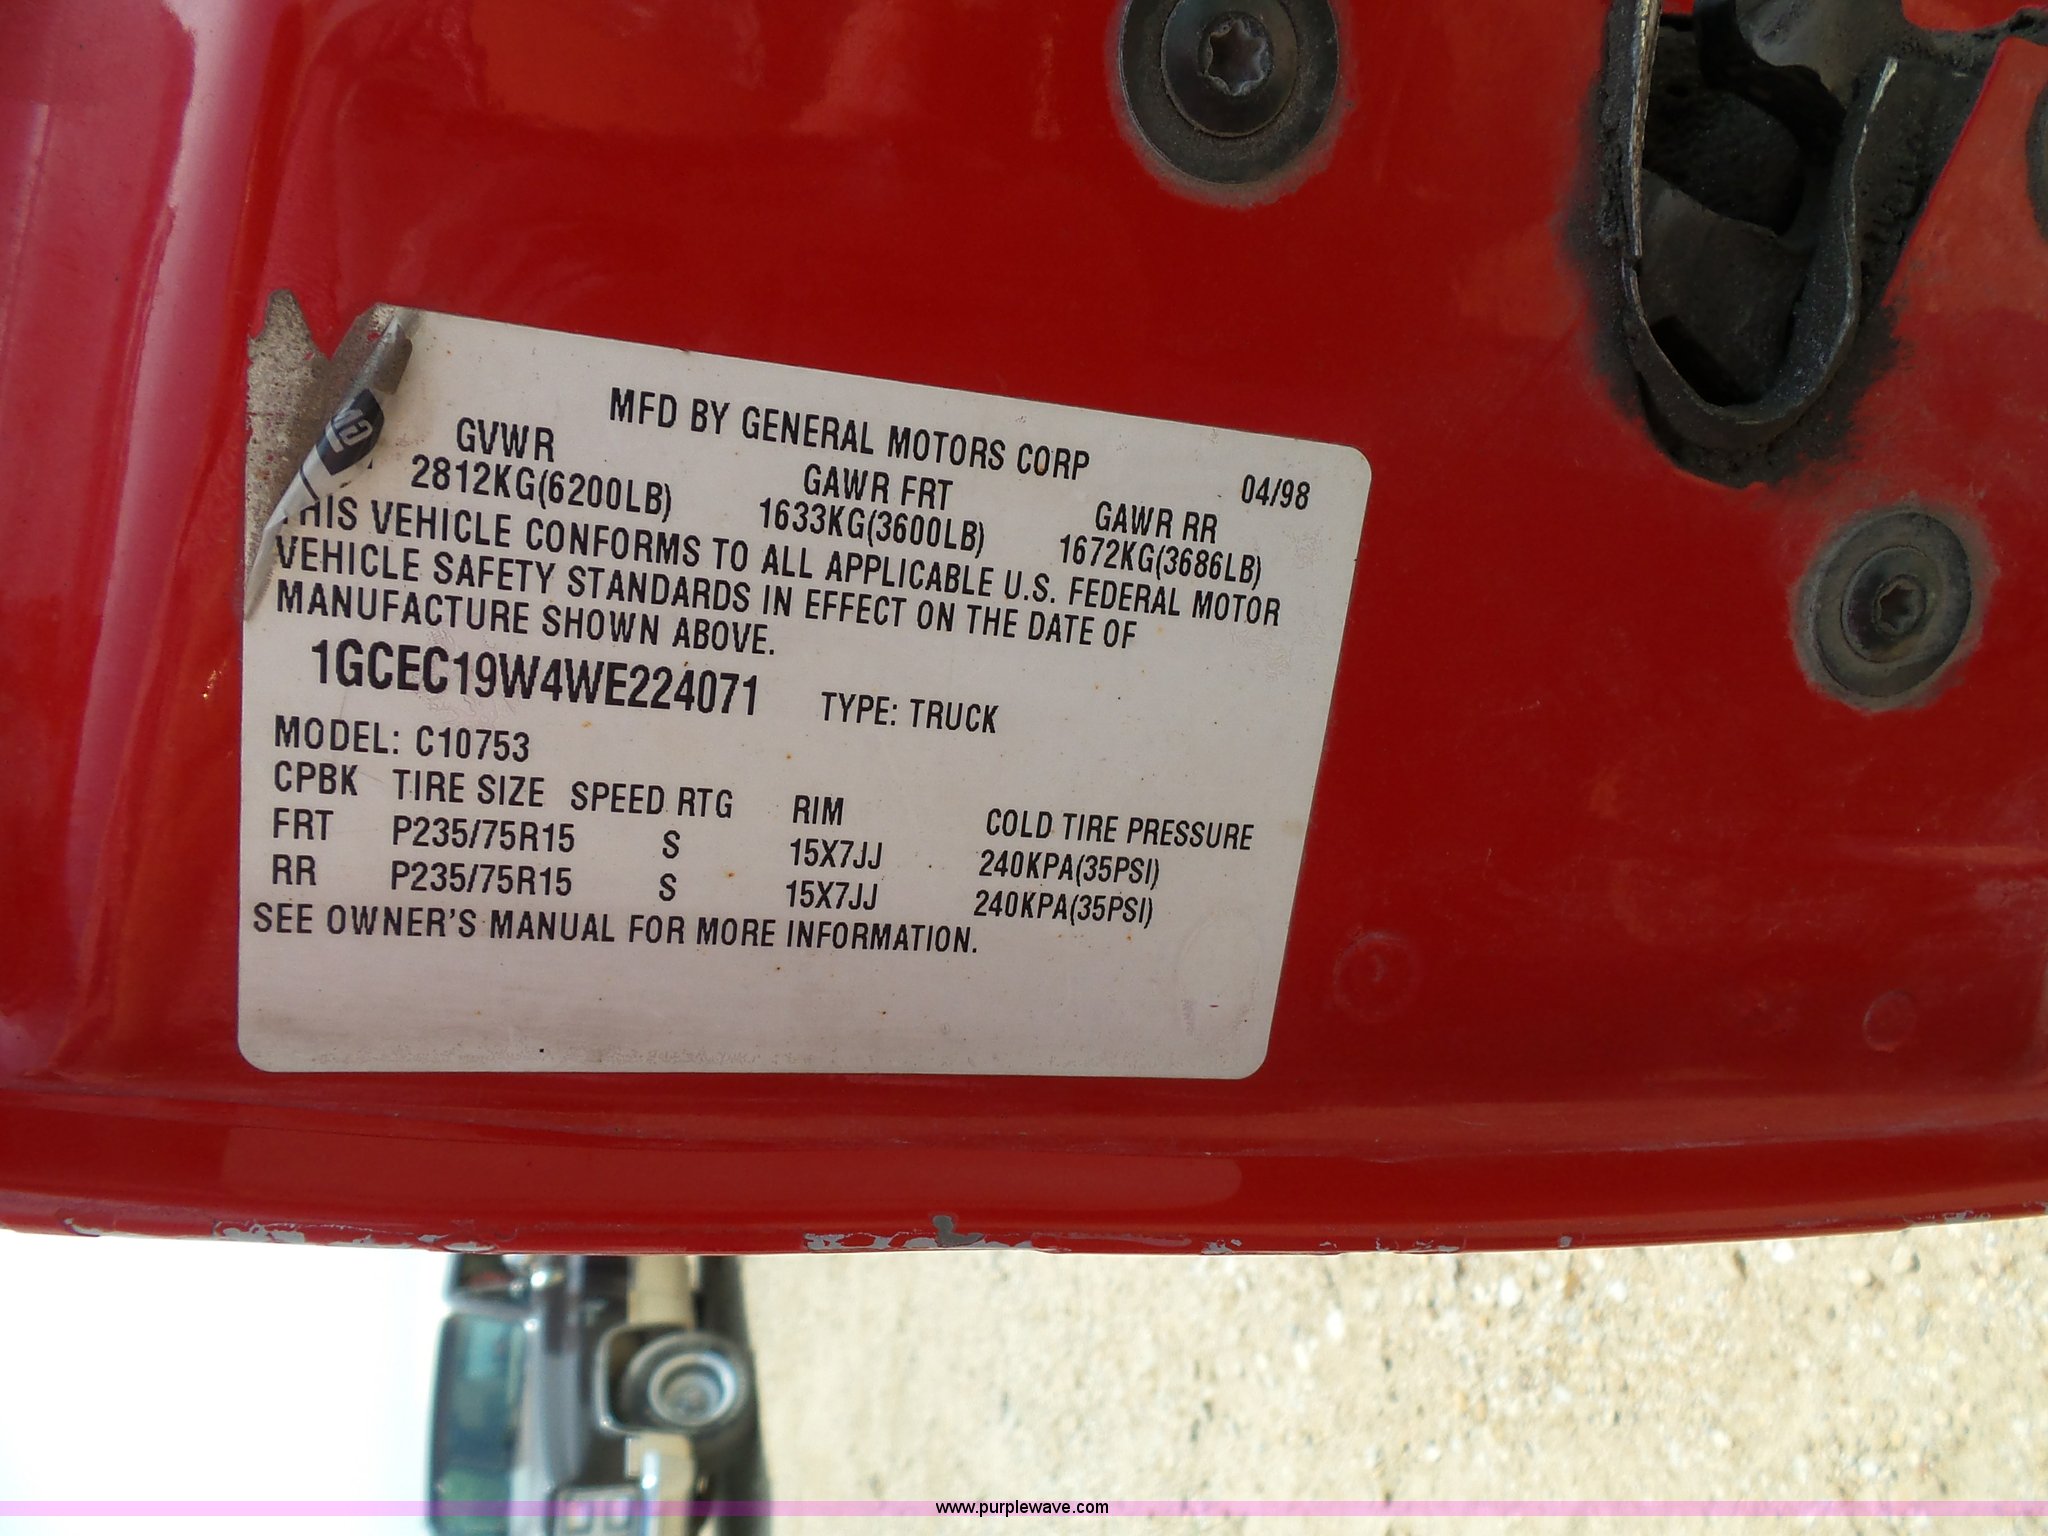 GM
MFD BY GENERAL MOTORS CORP 04/98
GVWR GAWR FRT GAWR RR
2812KG(6200LB) 1633KG(3600LB) 1672KG(3686LB)
THIS VEHICLE CONFORMS TO ALL APPLICABLE U.S. FEDERAL MOTOR
VEHICLE SAFETY STANDARDS IN EFFECT ON THE DATE OF
MANUFACTURE SHOWN ABOVE.
1GCEC19W4WE224071 TYPE: TRUCK
MODEL: C10753
CPBK TIRE SIZE SPEED RTG RIM COLD TIRE PRESSURE
FRT P235/75R15 S 15X7JJ 240KPA(35PSI)
RR P235/75R15 S 15X7JJ 240KPA(35PSI)
SEE OWNER'S MANUAL FOR MORE INFORMATION.
www.purplewave.com